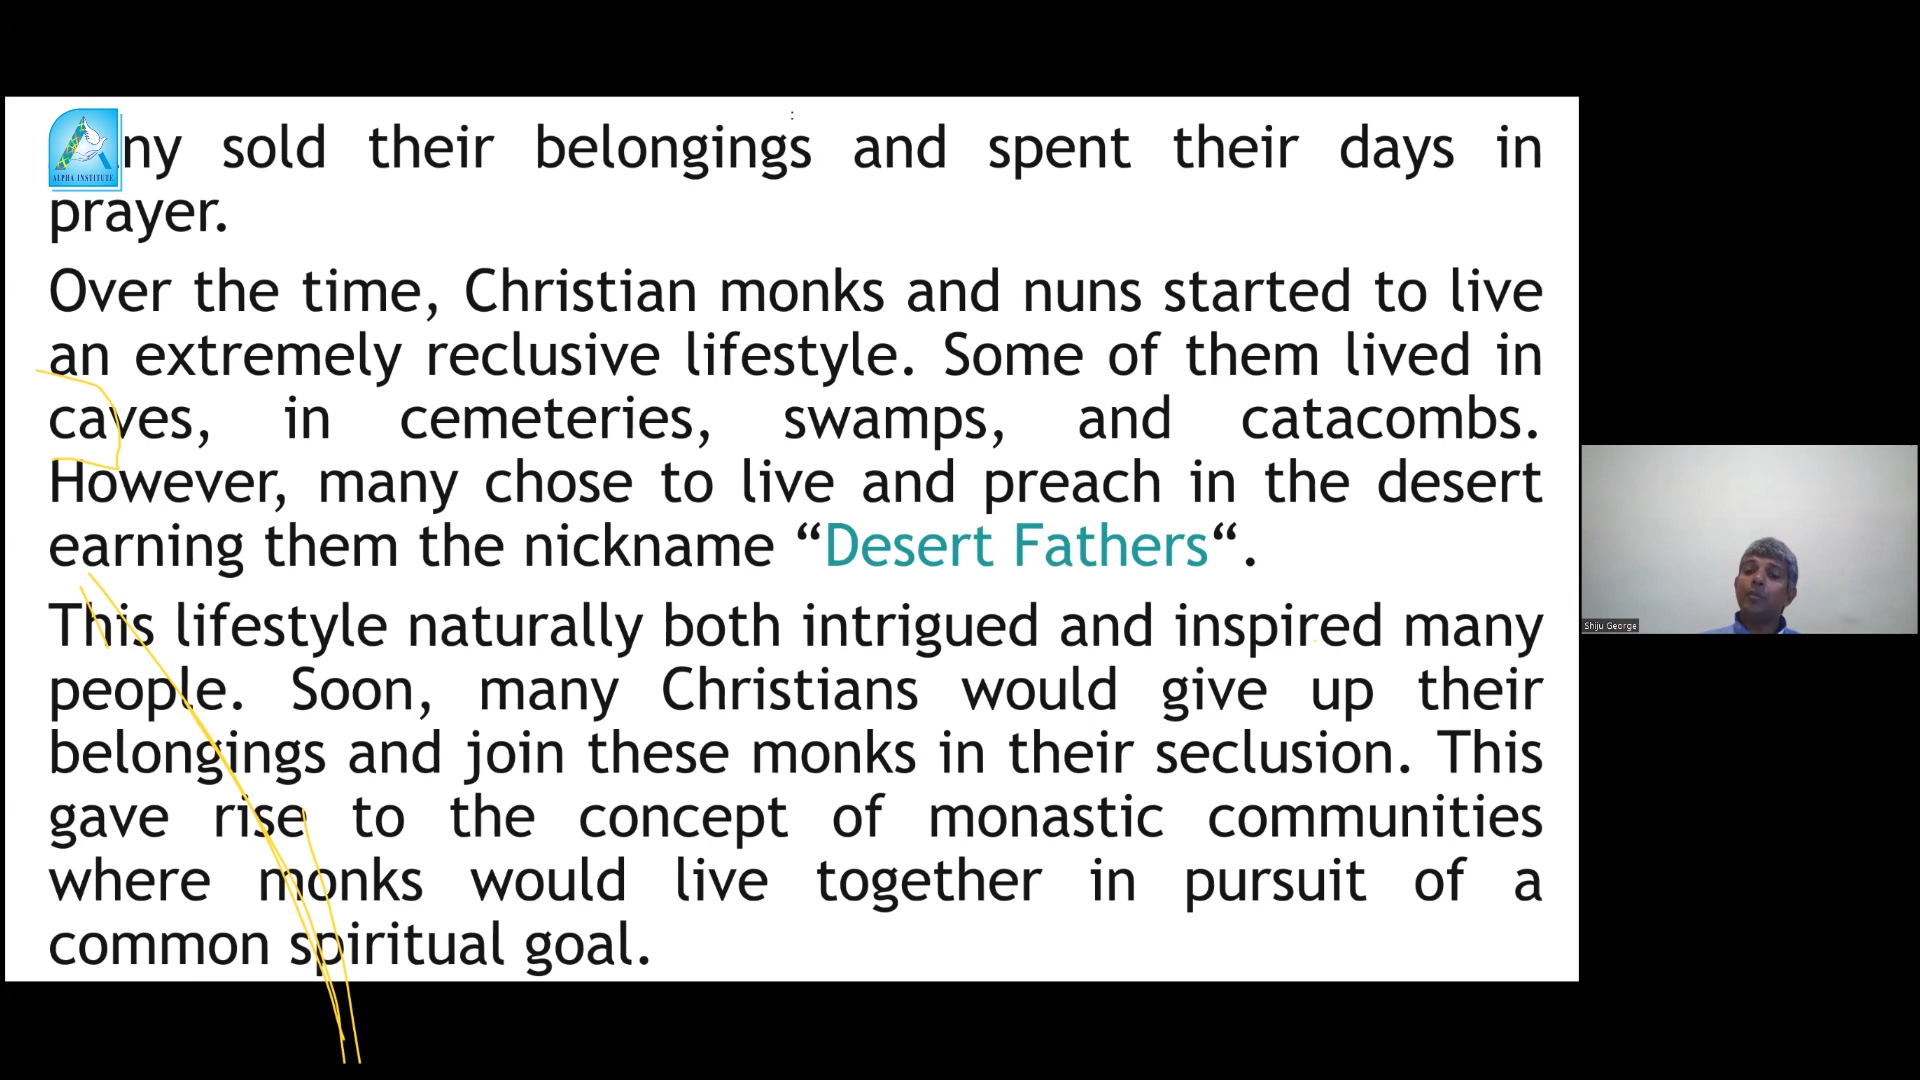 ny sold their belongings and spent their days in
prayer.
Over the time, Christian monks and nuns started to live
an extremely reclusive lifestyle. Some of them lived in
caves, in cemeteries, swamps, and catacombs.
However, many chose to live and preach in the desert
earning them the nickname “Desert Fathers“.
This lifestyle naturally both intrigued and inspired many
people. Soon, many Christians would give up their
belongings and join these monks in their seclusion. This
gave rise to the concept of monastic communities
where monks would live together in pursuit of a
common spiritual goal.
ALPHA INSTITUTE
Shiju George